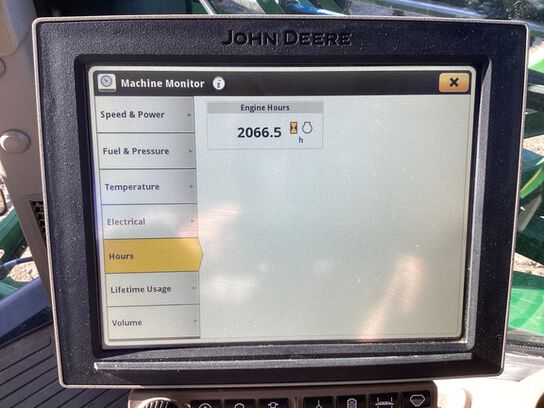 JOHN DEERE
Machine Monitor i
Speed & Power
Fuel & Pressure
Temperature
Electrical
Hours
Lifetime Usage
Volume
Engine Hours
2066.5
h